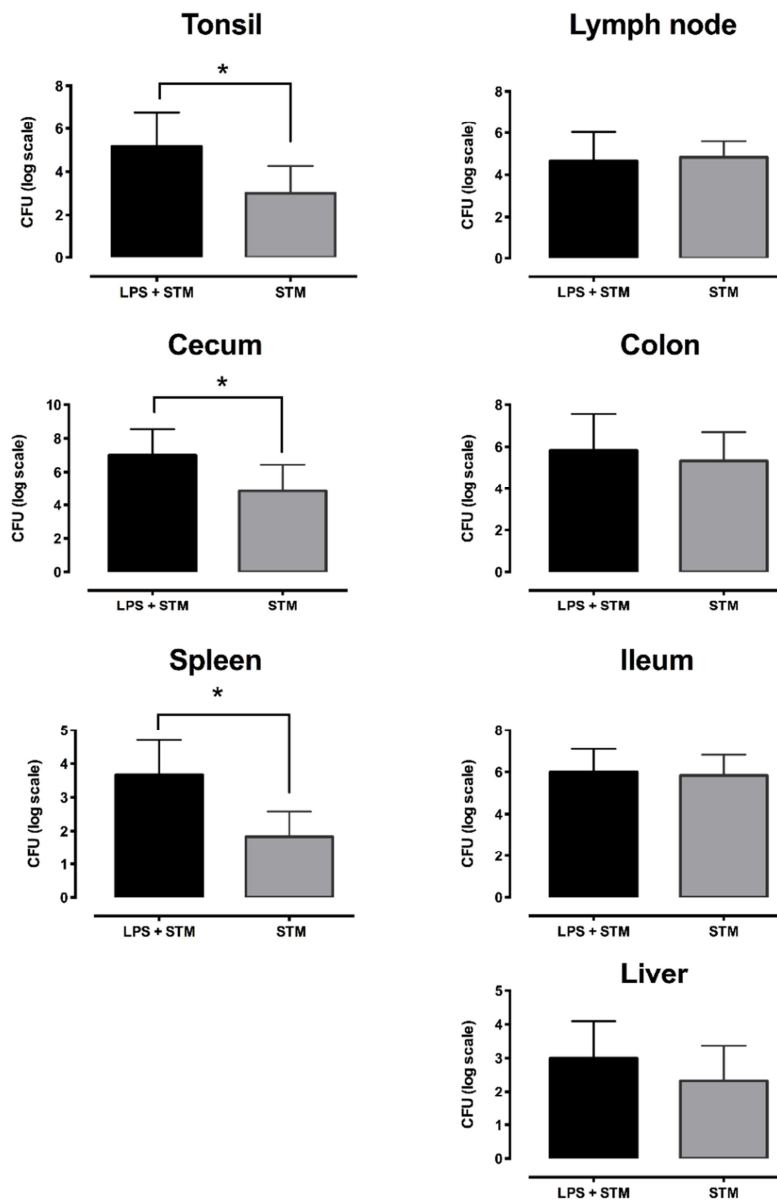 Tonsil
*
8
6
4
2
0
CFU (log scale)
LPS + STM STM
Lymph node
8
6
4
2
0
CFU (log scale)
LPS + STM STM
Cecum
*
10
8
6
4
2
0
CFU (log scale)
LPS + STM STM
Colon
8
6
4
2
0
CFU (log scale)
LPS + STM STM
Spleen
*
5
4
3
2
1
0
CFU (log scale)
LPS + STM STM
Ileum
8
6
4
2
0
CFU (log scale)
LPS + STM STM
Liver
5
4
3
2
1
0
CFU (log scale)
LPS + STM STM